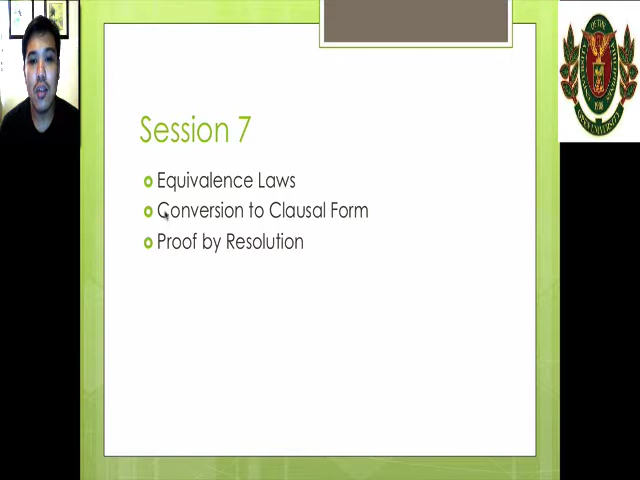 Session 7
Equivalence Laws
Conversion to Clausal Form
Proof by Resolution